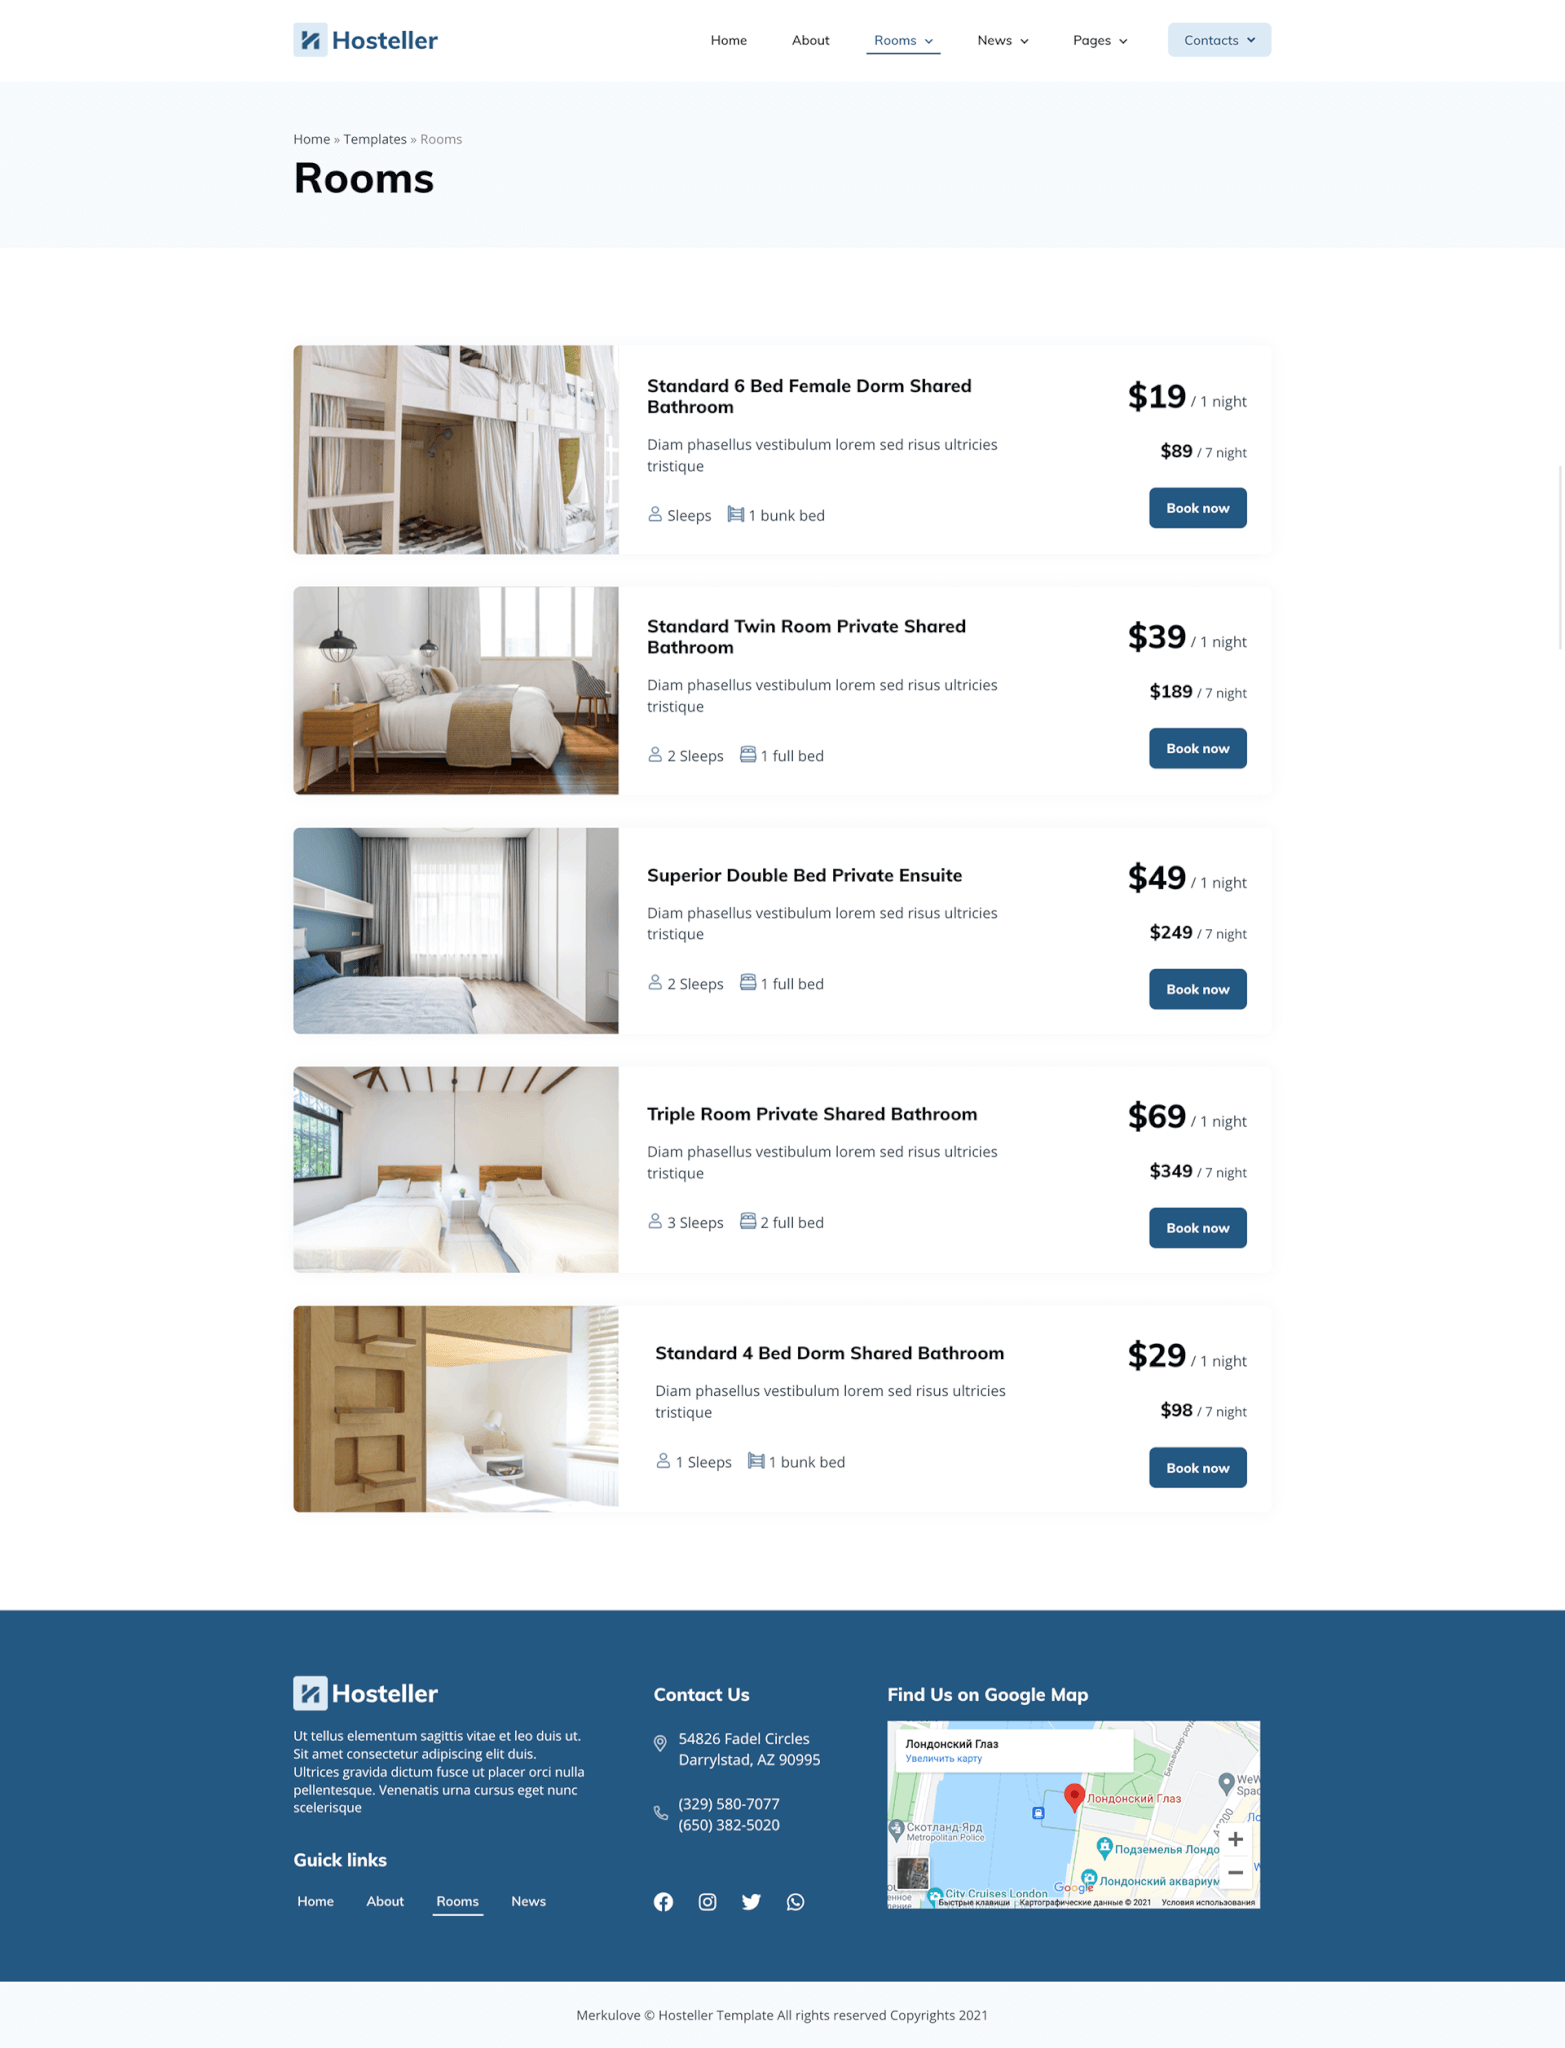 Hosteller
Home About Rooms News Pages Contacts
Home » Templates » Rooms
Rooms
Standard 6 Bed Female Dorm Shared
Bathroom
Diam phasellus vestibulum lorem sed risus ultricies
tristique
Sleeps 1 bunk bed
$19 / 1 night
$89 / 7 night
Book now
Standard Twin Room Private Shared
Bathroom
Diam phasellus vestibulum lorem sed risus ultricies
tristique
2 Sleeps 1 full bed
$39 / 1 night
$189 / 7 night
Book now
Superior Double Bed Private Ensuite
Diam phasellus vestibulum lorem sed risus ultricies
tristique
2 Sleeps 1 full bed
$49 / 1 night
$249 / 7 night
Book now
Triple Room Private Shared Bathroom
Diam phasellus vestibulum lorem sed risus ultricies
tristique
3 Sleeps 2 full bed
$69 / 1 night
$349 / 7 night
Book now
Standard 4 Bed Dorm Shared Bathroom
Diam phasellus vestibulum lorem sed risus ultricies
tristique
1 Sleeps 1 bunk bed
$29 / 1 night
$98 / 7 night
Book now
Hosteller
Ut tellus elementum sagittis vitae et leo duis ut.
Sit amet consectetur adipiscing elit duis.
Ultrices gravida dictum fusce ut placer orci nulla
pellentesque. Venenatis urna cursus eget nunc
scelerisque
Guick links
Home About Rooms News
Contact Us
54826 Fadel Circles
Darrylstad, AZ 90995
(329) 580-7077
(650) 382-5020
Find Us on Google Map
Лондонский Глаз
Увеличить карту
Лондонский Глаз
Скотланд-Ярд
Metropolitan Police
Подземелья Лондо
Лондонский аквариум
City Cruises London
Google
Быстрые клавиши Картографические данные © 2021 Условия использования
Merkulove © Hosteller Template All rights reserved Copyrights 2021